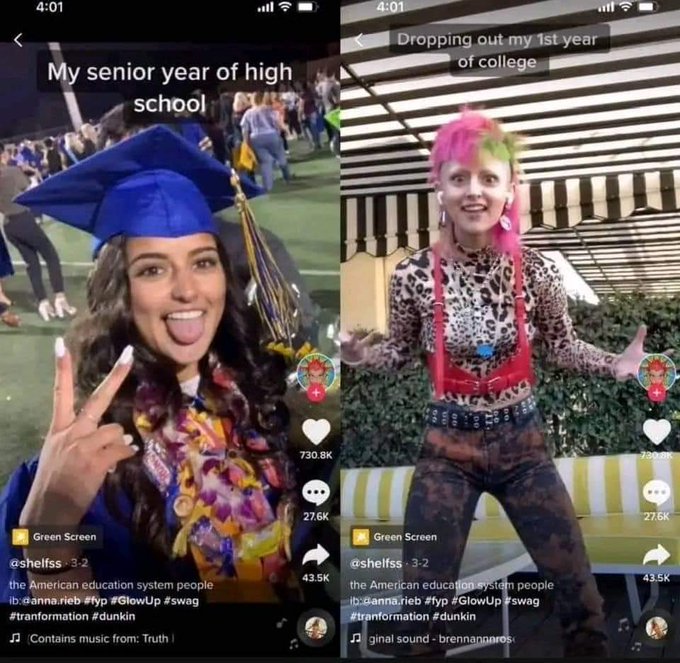 4:01
My senior year of high
school
730.8K
27.6K
Green Screen
@shelfss · 3-2
43.5K
the American education system people
ib:@anna.rieb #fyp #GlowUp #swag
#tranformation #dunkin
(Contains music from: Truth
4:01
Dropping out my 1st year
of college
730.8K
27.6K
Green Screen
@shelfss · 3-2
43.5K
the American education system people
ib:@anna.rieb #fyp #GlowUp #swag
#tranformation #dunkin
ginal sound - brennannnros